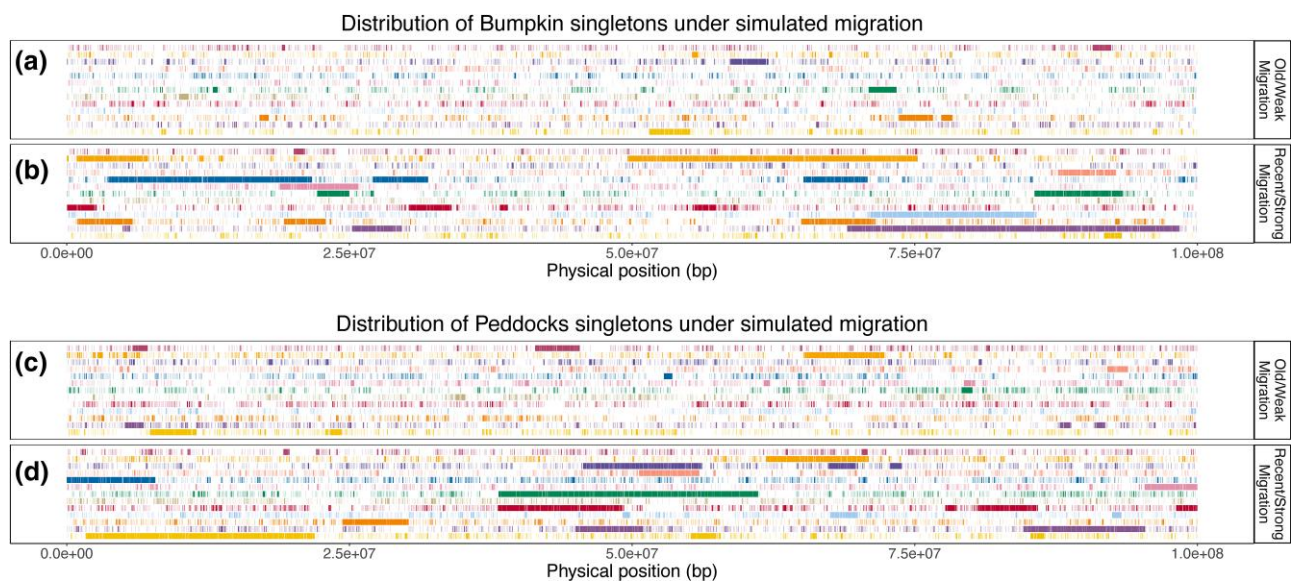 Distribution of Bumpkin singletons under simulated migration
(a)
Old/Weak
Migration
(b)
Recent/Strong
Migration
0.0e+00 2.5e+07 5.0e+07 7.5e+07 1.0e+08
Physical position (bp)
Distribution of Peddocks singletons under simulated migration
(c)
Old/Weak
Migration
(d)
Recent/Strong
Migration
0.0e+00 2.5e+07 5.0e+07 7.5e+07 1.0e+08
Physical position (bp)